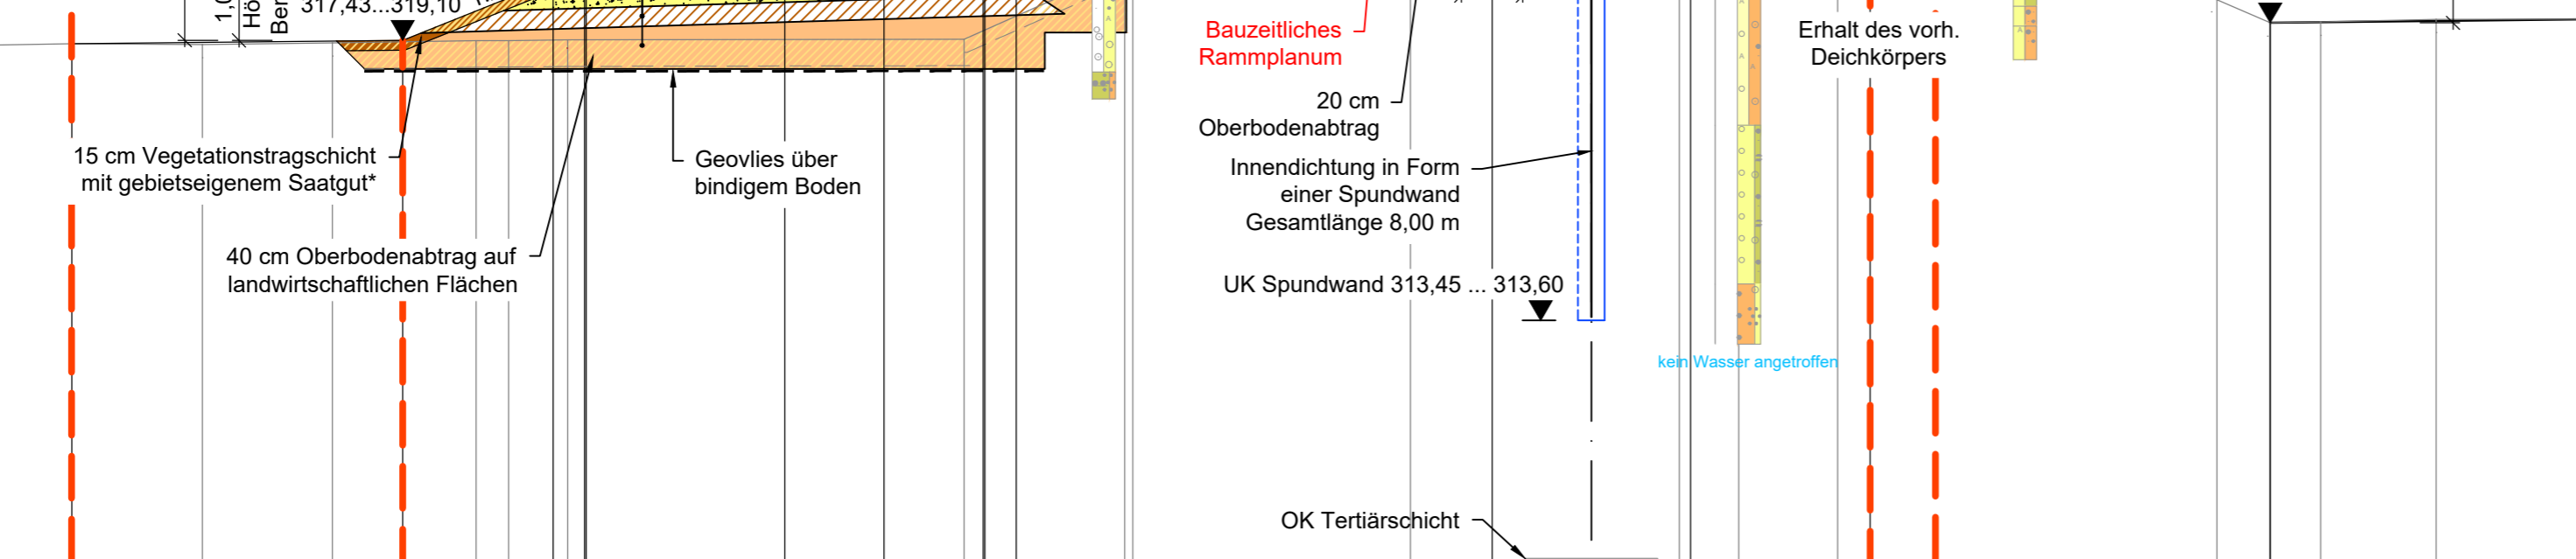 317,43...319,10
15 cm Vegetationstragschicht
mit gebietseigenem Saatgut*
40 cm Oberbodenabtrag auf
landwirtschaftlichen Flächen
Geovlies über
bindigem Boden
Bauzeitliches
Rammplanum
20 cm
Oberbodenabtrag
Innendichtung in Form
einer Spundwand
Gesamtlänge 8,00 m
UK Spundwand 313,45 ... 313,60
OK Tertiärschicht
kein Wasser angetroffen
Erhalt des vorh.
Deichkörpers